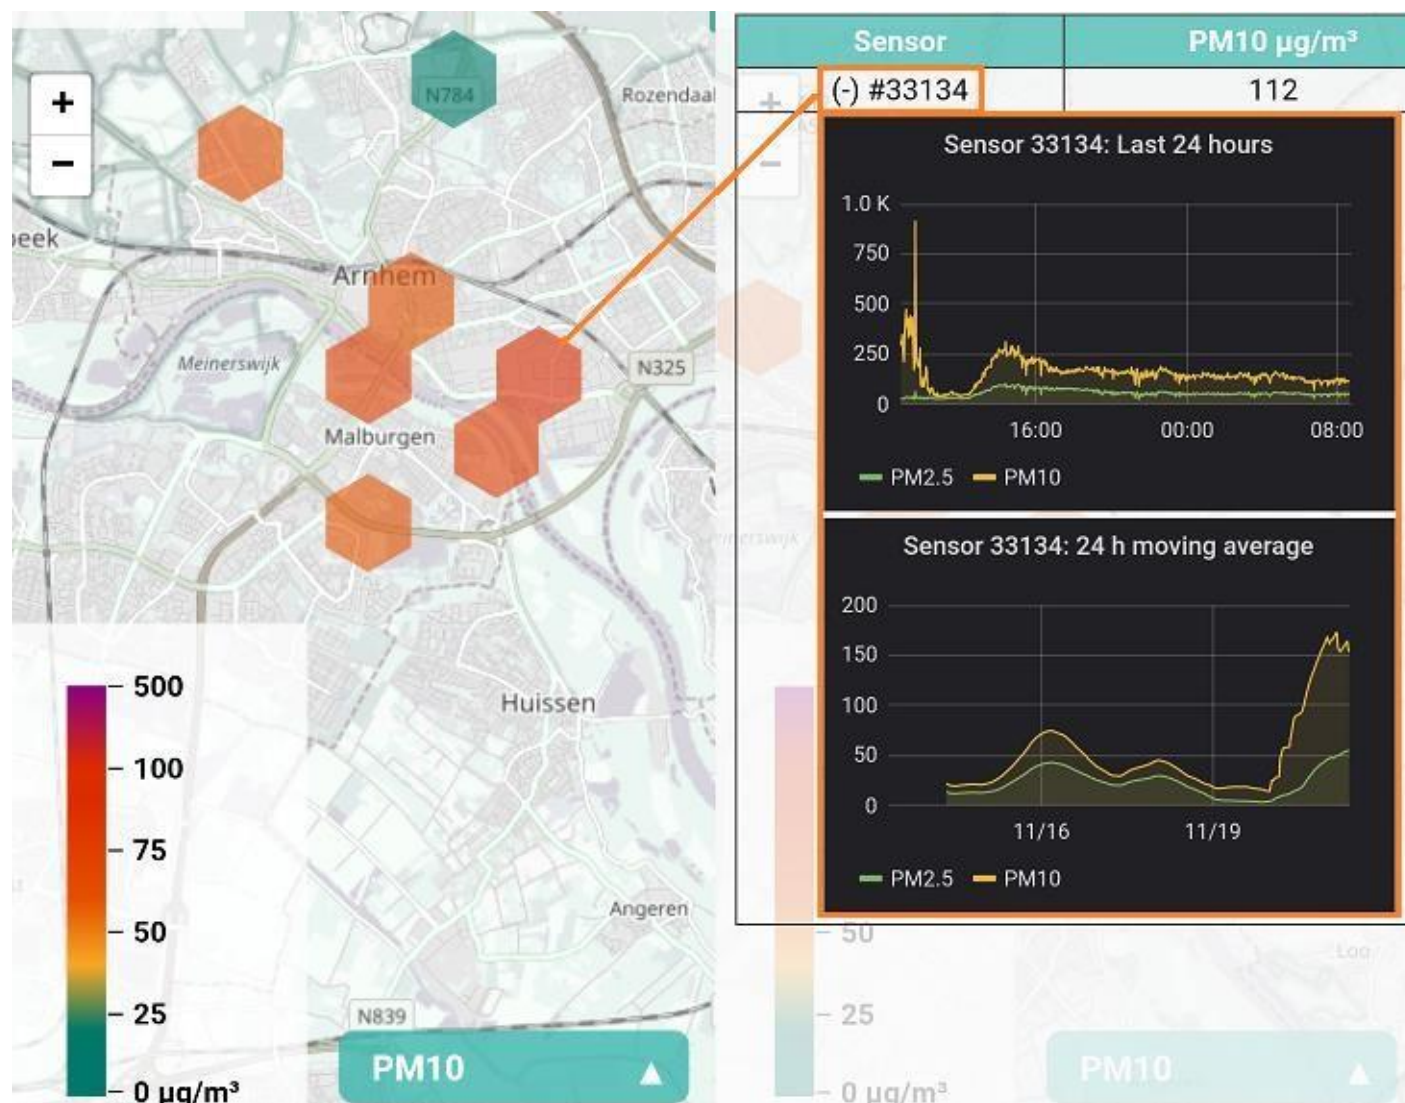 N784
Rozendaal
+
−
beek
Arnhem
Meinerswijk
N325
Malburgen
Huissen
Angeren
N839
500
100
75
50
25
0 µg/m³
PM10 ▲
Sensor PM10 µg/m³
(-) #33134 112
+
−
Sensor 33134: Last 24 hours
1.0 K
750
500
250
0
16:00 00:00 08:00
PM2.5 PM10
Sensor 33134: 24 h moving average
200
150
100
50
0
11/16 11/19
PM2.5 PM10
50
25
0 µg/m³
Loo
PM10 ▲